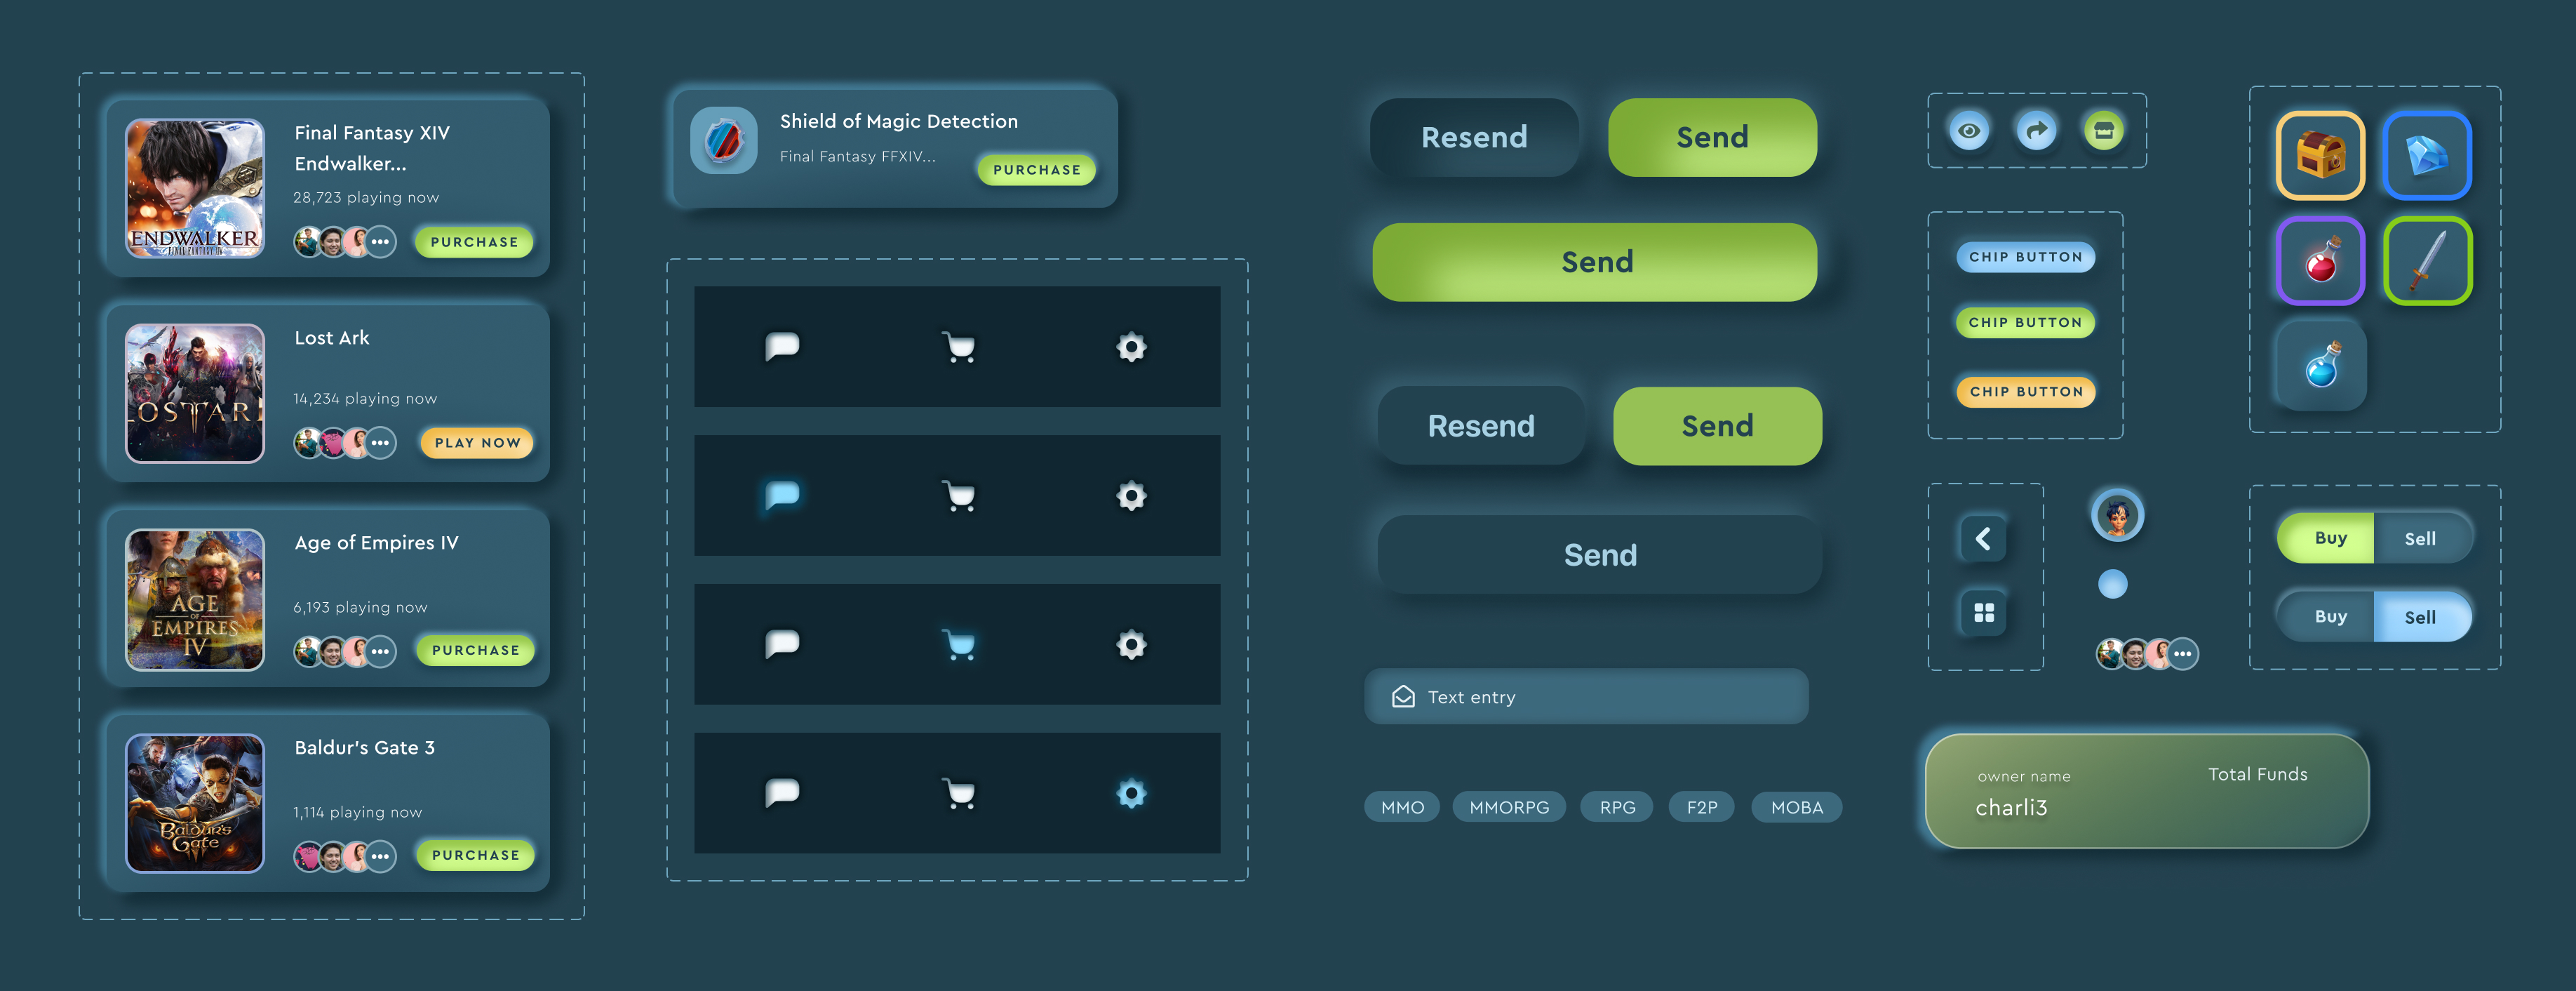 Final Fantasy XIV
Endwalker...
28,723 playing now
PURCHASE
ENDWALKER
FINAL FANTASY XIV
Lost Ark
14,234 playing now
PLAY NOW
LOST ARK
Age of Empires IV
6,193 playing now
PURCHASE
AGE
OF
EMPIRES
IV
Baldur's Gate 3
1,114 playing now
PURCHASE
BALDUR'S
GATE
Shield of Magic Detection
Final Fantasy FFXIV...
PURCHASE
Resend
Send
Send
Resend
Send
Send
Text entry
MMO
MMORPG
RPG
F2P
MOBA
CHIP BUTTON
CHIP BUTTON
CHIP BUTTON
Buy
Sell
Buy
Sell
owner name
Total Funds
charli3